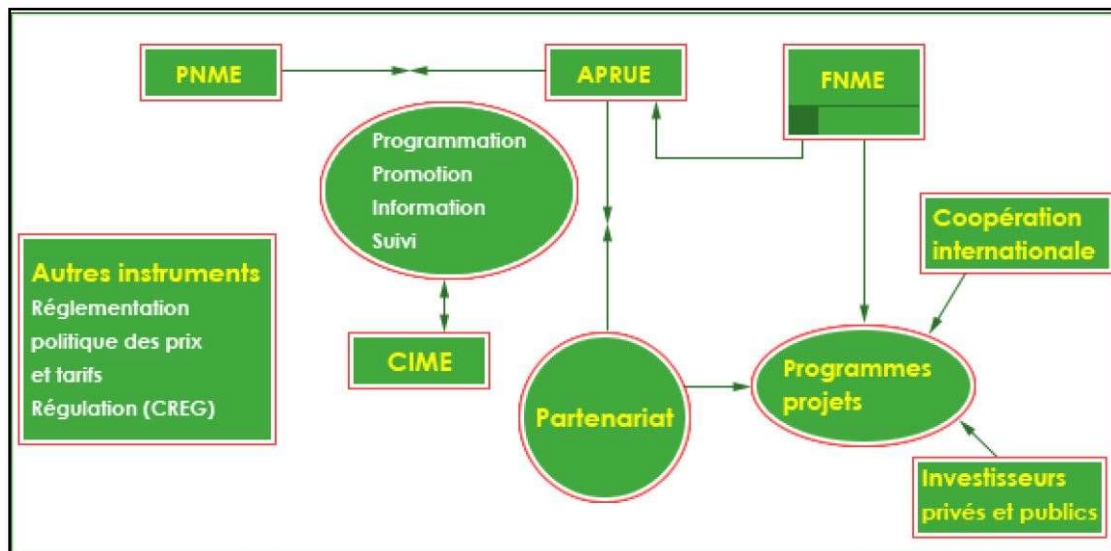 PNME
APRUE
FNME
Programmation
Promotion
Information
Suivi
Coopération
internationale
Autres instruments
Réglementation
politique des prix
et tarifs
Régulation (CREG)
CIME
Partenariat
Programmes
projets
Investisseurs
privés et publics